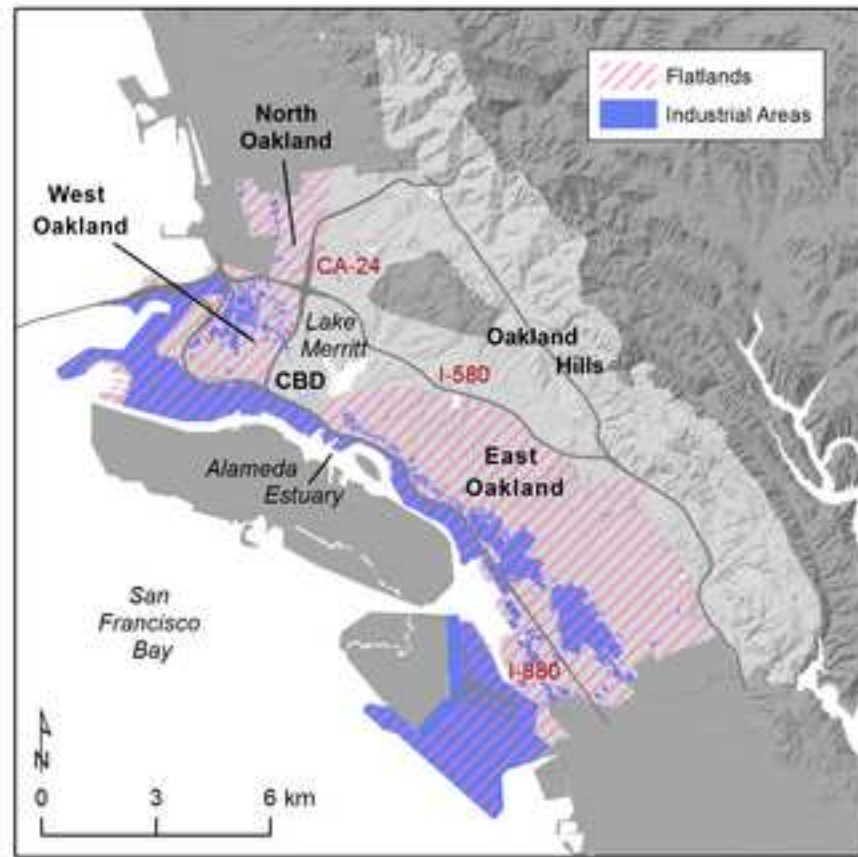 Flatlands
Industrial Areas
North
Oakland
West
Oakland
CA-24
Lake
Merritt
Oakland
Hills
CBD
I-580
East
Oakland
Alameda
Estuary
San
Francisco
Bay
I-880
N
0 3 6 km